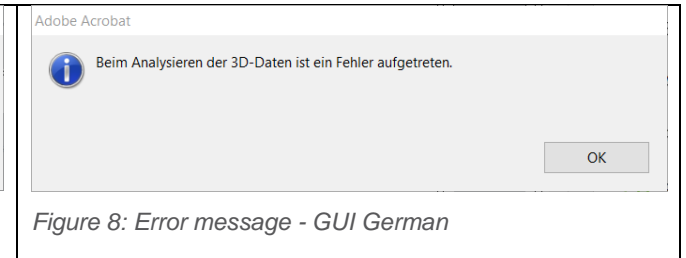 Adobe Acrobat
Beim Analysieren der 3D-Daten ist ein Fehler aufgetreten.
OK
Figure 8: Error message - GUI German